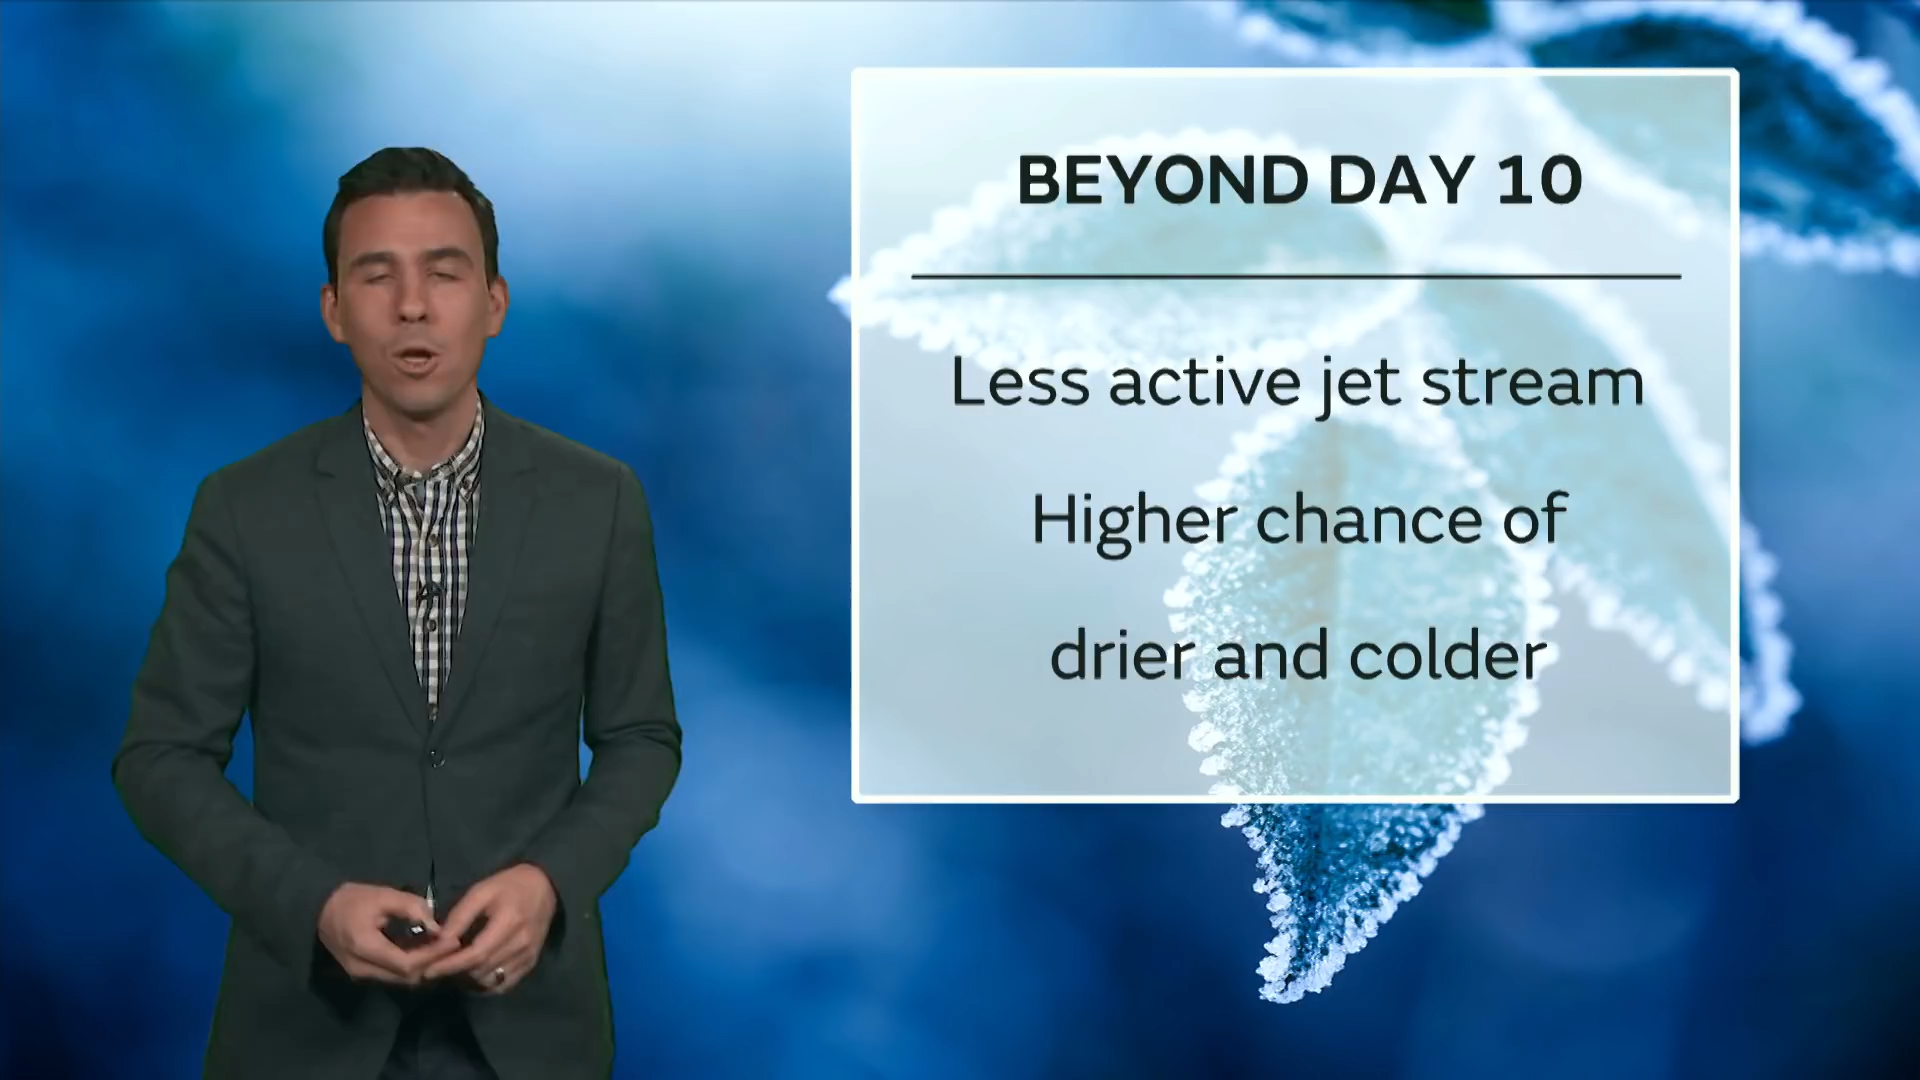 BEYOND DAY 10
Less active jet stream
Higher chance of
drier and colder